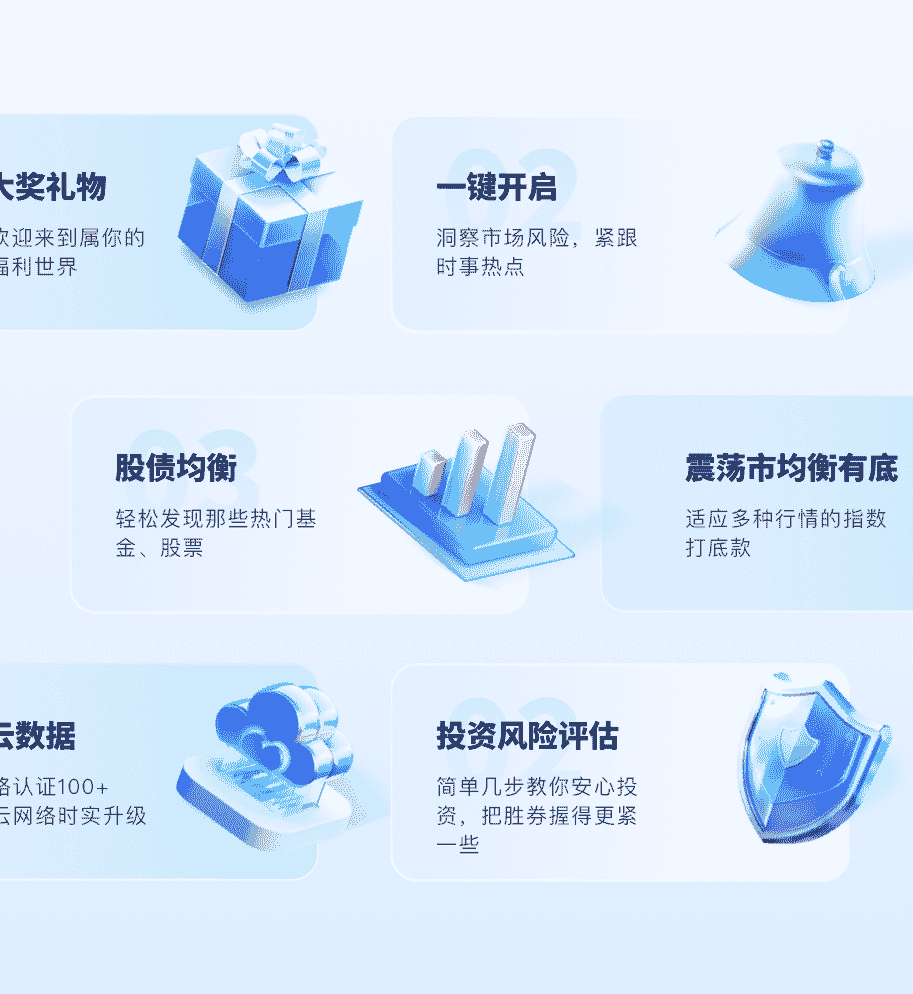 大奖礼物
欢迎来到属你的
福利世界
02
一键开启
洞察市场风险，紧跟
时事热点
03
股债均衡
轻松发现那些热门基
金、股票
震荡市均衡有底
适应多种行情的指数
打底款
云数据
络认证100+
云网络时实升级
02
投资风险评估
简单几步教你安心投
资，把胜券握得更紧
一些